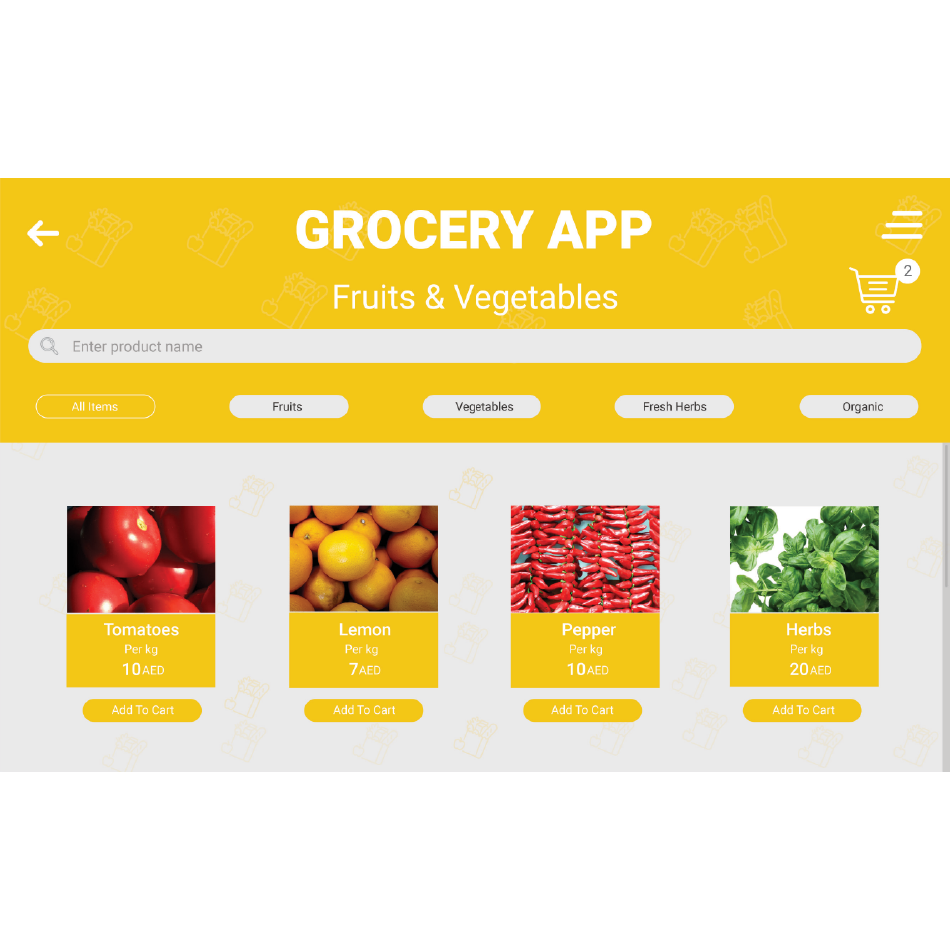 GROCERY APP
2
Fruits & Vegetables
Enter product name
All Items
Fruits
Vegetables
Fresh Herbs
Organic
Tomatoes
Per kg
10AED
Add To Cart
Lemon
Per kg
7AED
Add To Cart
Pepper
Per kg
10AED
Add To Cart
Herbs
Per kg
20AED
Add To Cart